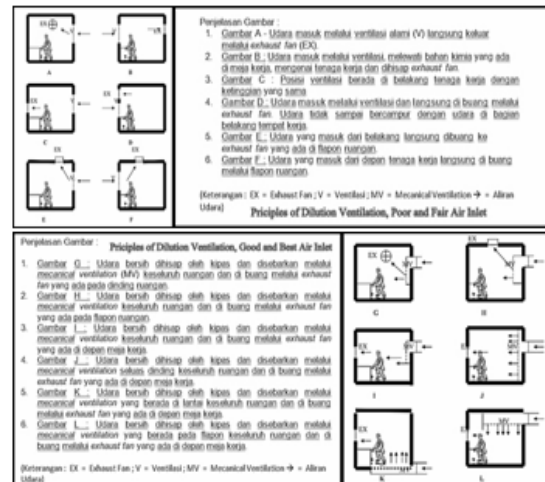 EX
V
A
EX
B
EX
V
C
EX
D
EX
V
E
EX
F
Penjelasan Gambar :
1. Gambar A - Udara masuk melalui ventilasi alami (V) langsung keluar
melalui exhaust fan (EX).
2. Gambar B : Udara masuk melalui ventilasi, melewati bahan kimia yang ada
di meja kerja, mengenai tenaga kerja dan dihisap exhaust fan.
3. Gambar C : Posisi ventilasi berada di belakang tenaga kerja dengan
ketinggian yang sama
4. Gambar D : Udara masuk melalui ventilasi dan langsung di buang melalui
exhaust fan. Udara tidak sampai bercampur dengan udara di bagian
belakang tempat kerja.
5. Gambar E : Udara yang masuk dari belakang langsung dibuang ke
exhaust fan yang ada di flapon ruangan.
6. Gambar F : Udara yang masuk dari depan tenaga kerja langsung di buang
melalui flapon ruangan.
(Keterangan : EX = Exhaust Fan ; V = Ventilasi ; MV = Mecanical Ventilation → = Aliran
Udara)
Principles of Dilution Ventilation, Poor and Fair Air Inlet
Penjelasan Gambar :
Priciples of Dilution Ventilation, Good and Best Air Inlet
1. Gambar G : Udara bersih dihisap oleh kipas dan disebarkan melalui
mecanical ventilation (MV) keseluruh ruangan dan di buang melalui exhaust
fan yang ada pada dinding ruangan.
2. Gambar H : Udara bersih dihisap oleh kipas dan disebarkan melalui
mecanical ventilation keseluruh ruangan dan di buang melalui exhaust fan
yang ada pada flapon ruangan.
3. Gambar I : Udara bersih dihisap oleh kipas dan disebarkan melalui
mecanical ventilation keseluruh ruangan dan di buang melalui exhaust fan
yang ada di depan meja kerja.
4. Gambar J : Udara bersih dihisap oleh kipas dan disebarkan melalui
mecanical ventilation seluas dinding keseluruh ruangan dan di buang melalui
exhaust fan yang ada di depan meja kerja.
5. Gambar K : Udara bersih dihisap oleh kipas dan disebarkan melalui
mecanical ventilation yang berada di lantai keseluruh ruangan dan di buang
melalui exhaust fan yang ada di depan meja kerja.
6. Gambar L : Udara bersih dihisap oleh kipas dan disebarkan melalui
mecanical ventilation yang berada pada flapon keseluruh ruangan dan di
buang melalui exhaust fan yang ada di depan meja kerja.
(Keterangan : EX = Exhaust Fan ; V = Ventilasi ; MV = Mecanical Ventilation → = Aliran
Udara)
EX
G
EX
H
MV
I
MV
J
K
MV
L